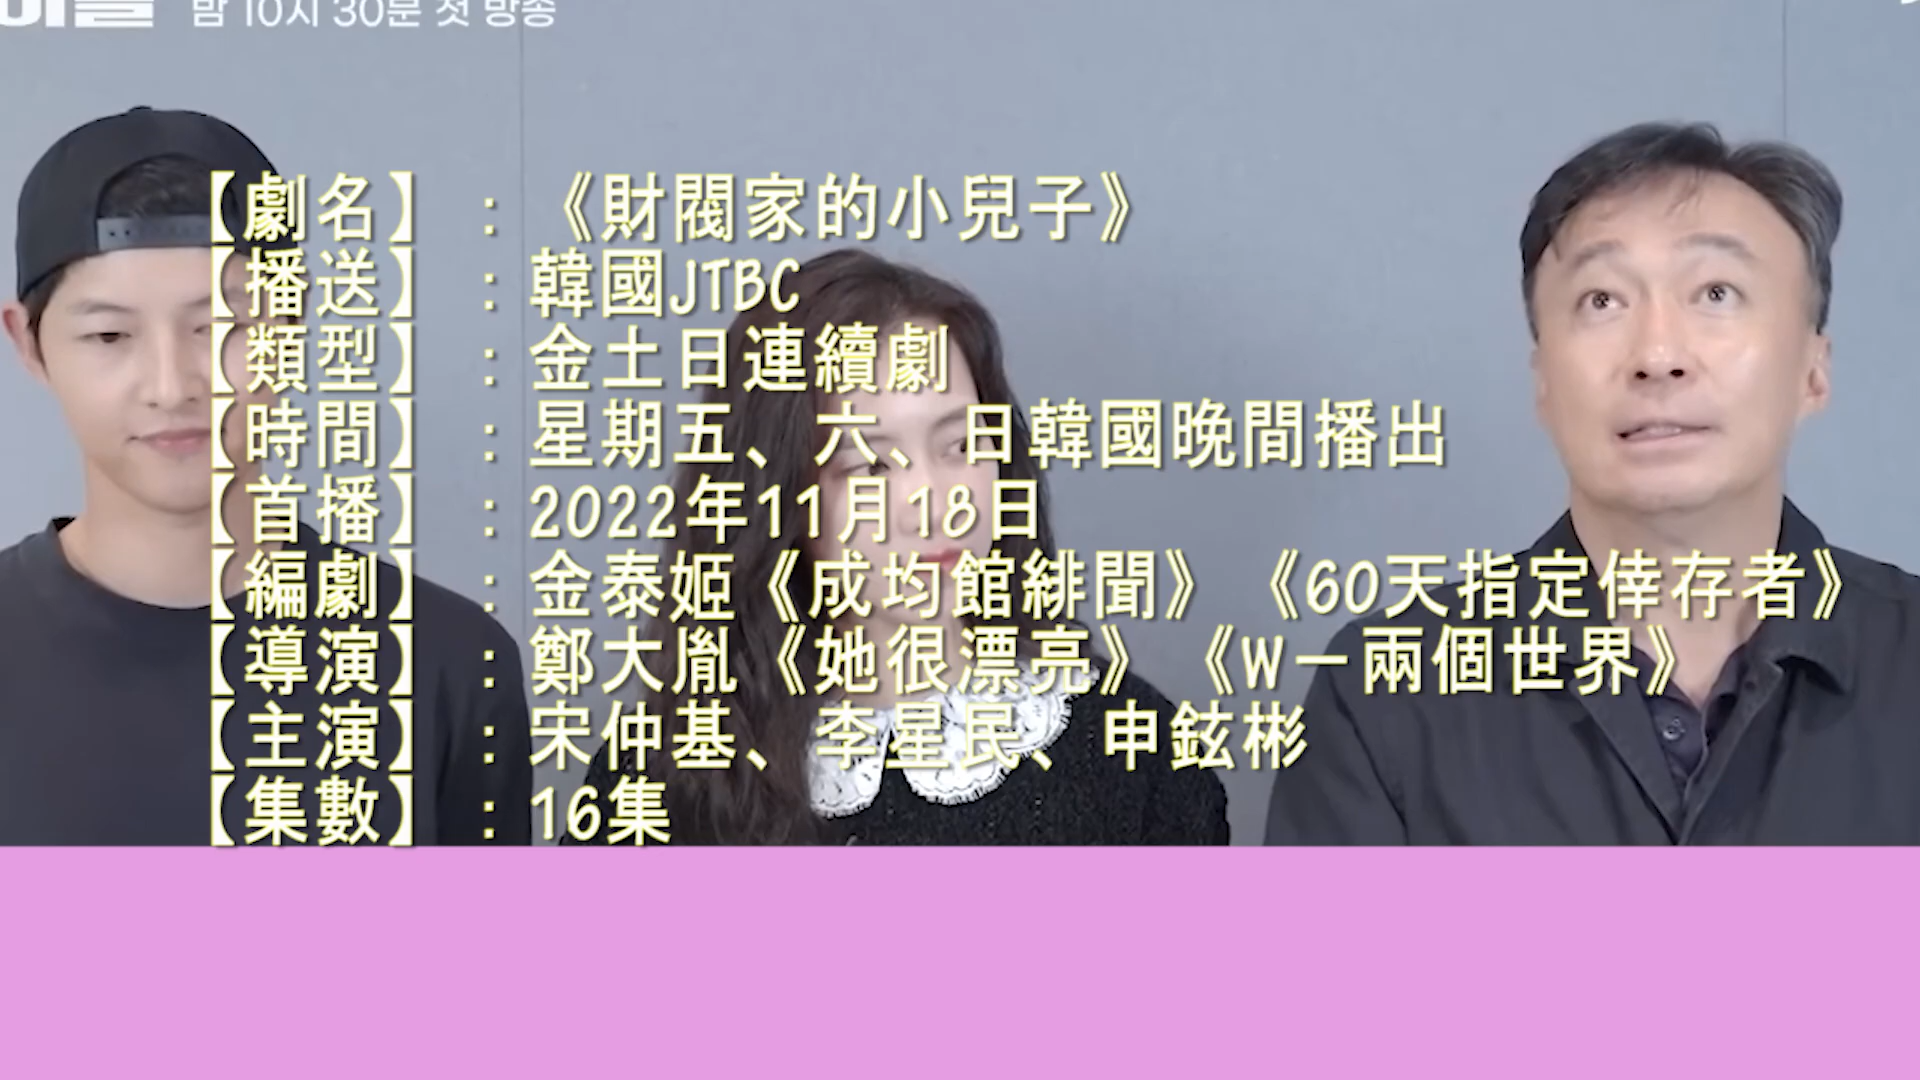 밤 10시 30분 첫 방송
【劇名】 : 《財閥家的小兒子》
【播送】 : 韓國JTBC
【類型】 : 金土日連續劇
【時間】 : 星期五、六、日韓國晚間播出
【首播】 : 2022年11月18日
【編劇】 : 金泰姬《成均館緋聞》《60天指定倖存者》
【導演】 : 鄭大胤《她很漂亮》《W－兩個世界》
【主演】 : 宋仲基、李星民、申鉉彬
【集數】 : 16集